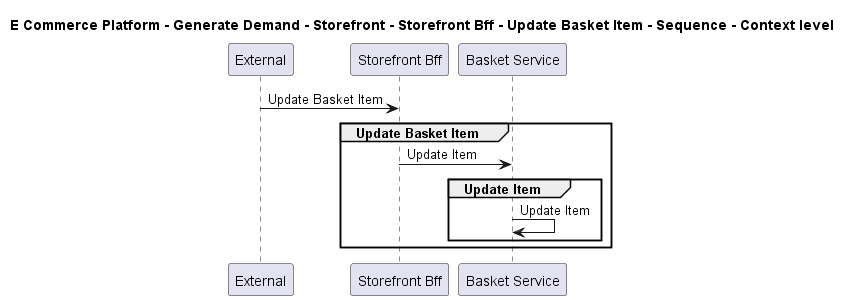 E Commerce Platform - Generate Demand - Storefront - Storefront Bff - Update Basket Item - Sequence - Context level
External
Storefront Bff
Basket Service
Update Basket Item
Update Basket Item
Update Item
Update Item
Update Item
External
Storefront Bff
Basket Service